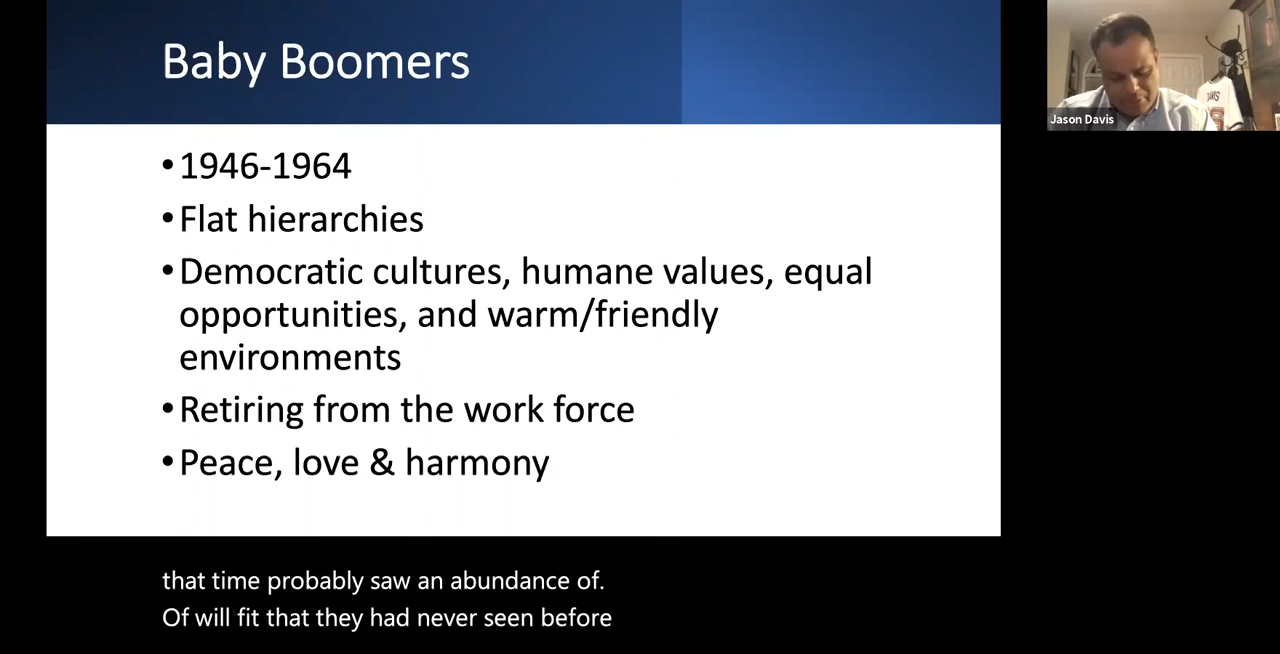 Baby Boomers
•1946-1964
•Flat hierarchies
•Democratic cultures, humane values, equal
opportunities, and warm/friendly
environments
•Retiring from the work force
•Peace, love & harmony
Jason Davis
that time probably saw an abundance of.
Of will fit that they had never seen before